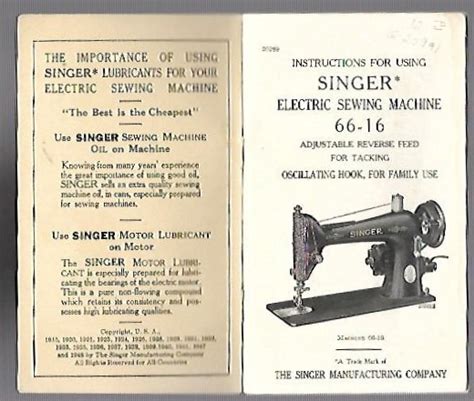 THE IMPORTANCE OF USING
SINGER* LUBRICANTS FOR YOUR
ELECTRIC SEWING MACHINE
"The Best Is the Cheapest"
Use SINGER SEWING MACHINE
OIL on Machine
Knowing from many years' experience
the great importance of using good oil,
SINGER sells an extra quality sewing
machine oil, in cans, especially prepared
for sewing machines.
Use SINGER MOTOR LUBRICANT
on Motor
The SINGER MOTOR LUBRI-
CANT is especially prepared for lubri-
cating the bearings of the electric motor.
This is a pure non-flowing compound
which retains its consistency and pos-
sesses high lubricating qualities.
Copyright, U. S. A.
and 1948 by The Singer Manufacturing Company
All Rights Reserved for All Countries
INSTRUCTIONS FOR USING
SINGER*
ELECTRIC SEWING MACHINE
66-16
ADJUSTABLE REVERSE FEED
FOR TACKING
OSCILLATING HOOK, FOR FAMILY USE
SINGER
MACHINE 66-16
*A Trade Mark of
THE SINGER MANUFACTURING COMPANY